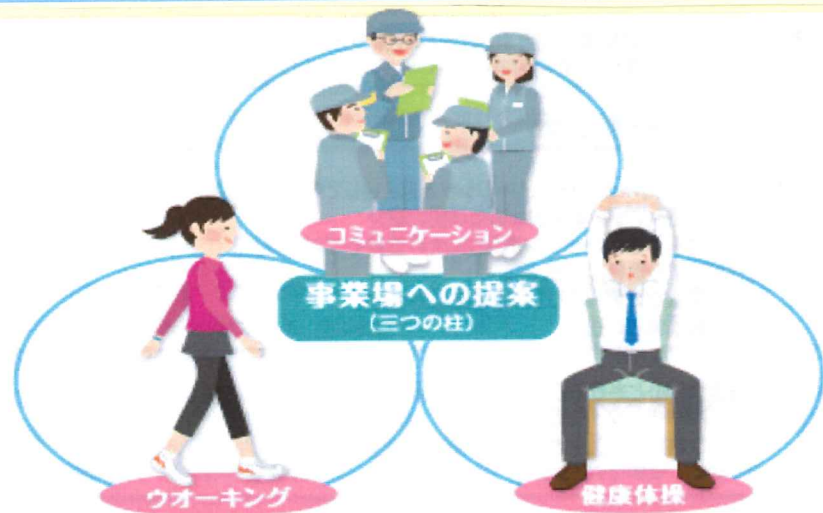 コミュニケーション
事業場への提案
(三つの柱)
ウオーキング
健康体操